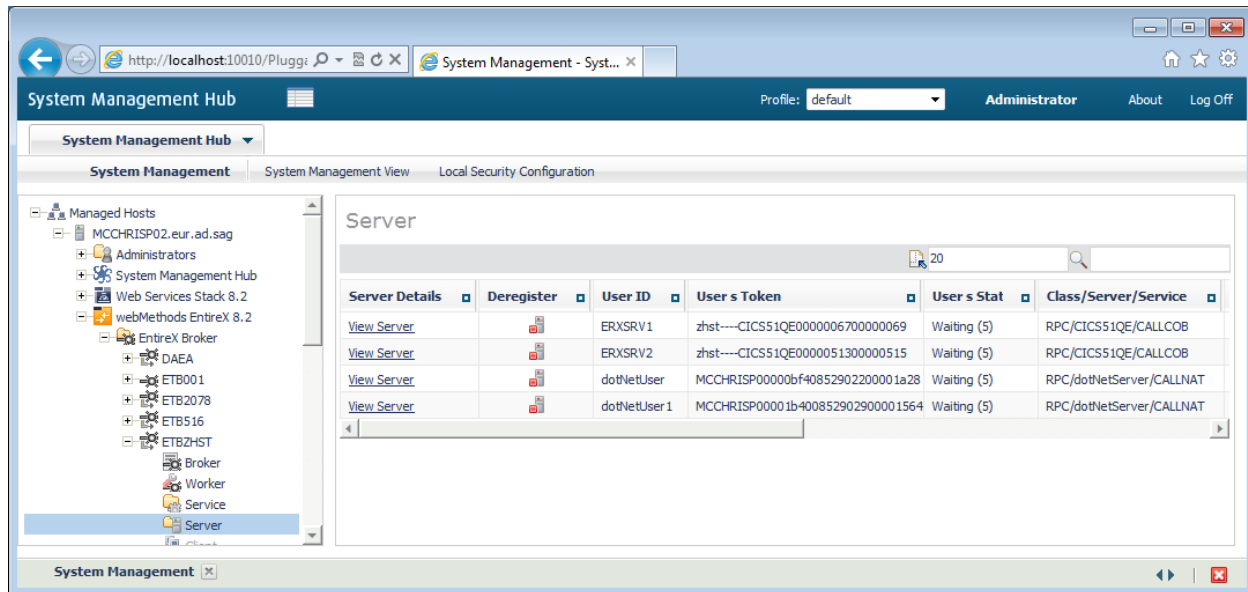 http://localhost:10010/Plugga
System Management - Syst...
System Management Hub
Profile: default
Administrator
About
Log Off
System Management Hub
System Management
System Management View
Local Security Configuration
Managed Hosts
MCCHRISP02.eur.ad.sag
Administrators
System Management Hub
Web Services Stack 8.2
webMethods EntireX 8.2
EntireX Broker
DAEA
ETB001
ETB2078
ETB516
ETBZHST
Broker
Worker
Service
Server
Client
Server
20
Server Details Deregister User ID User s Token User s Stat Class/Server/Service
View Server ERXSRV1 zhst----CICS51QE0000006700000069 Waiting (5) RPC/CICS51QE/CALLCOB
View Server ERXSRV2 zhst----CICS51QE0000051300000515 Waiting (5) RPC/CICS51QE/CALLCOB
View Server dotNetUser MCCHRISP00000bf40852902200001a28 Waiting (5) RPC/dotNetServer/CALLNAT
View Server dotNetUser1 MCCHRISP00001b400852902900001564 Waiting (5) RPC/dotNetServer/CALLNAT
System Management